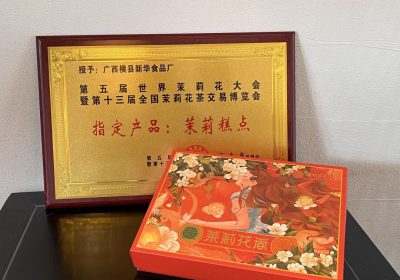 授予：广西横县新华食品厂
第五届世界茉莉花大会
暨第十三届全国茉莉花茶交易博览会
指定产品：茉莉糕点
茉莉花窝